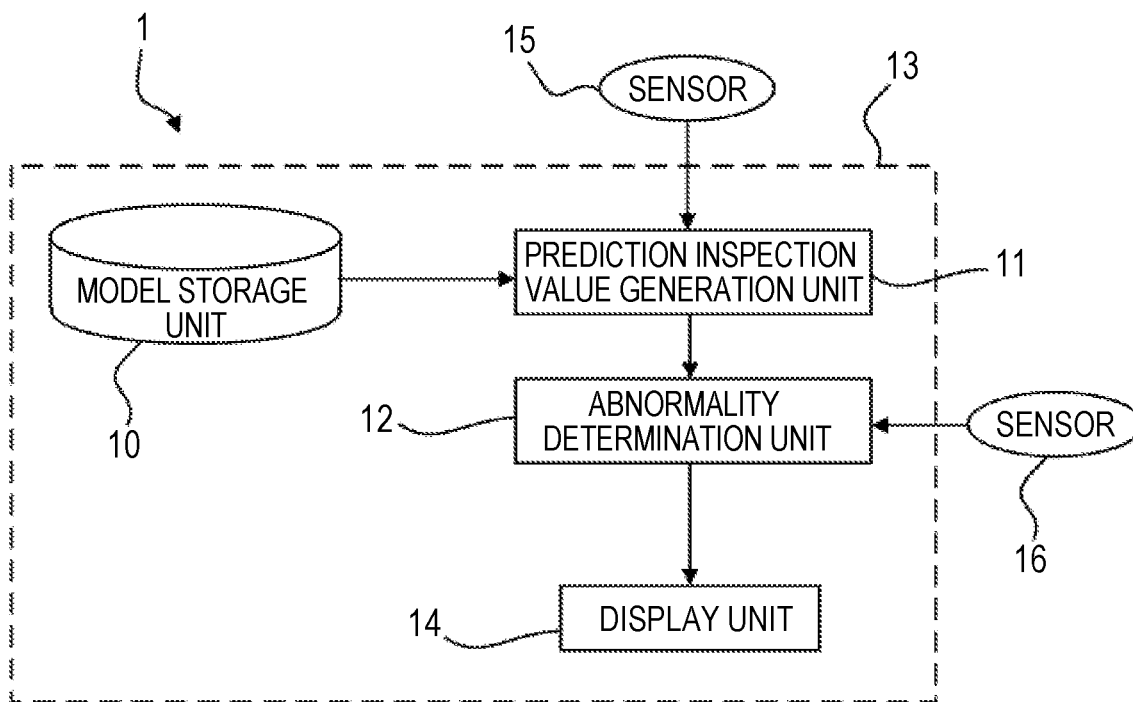 1
15
SENSOR
13
MODEL STORAGE
UNIT
10
PREDICTION INSPECTION
VALUE GENERATION UNIT
11
12
ABNORMALITY
DETERMINATION UNIT
SENSOR
16
14
DISPLAY UNIT